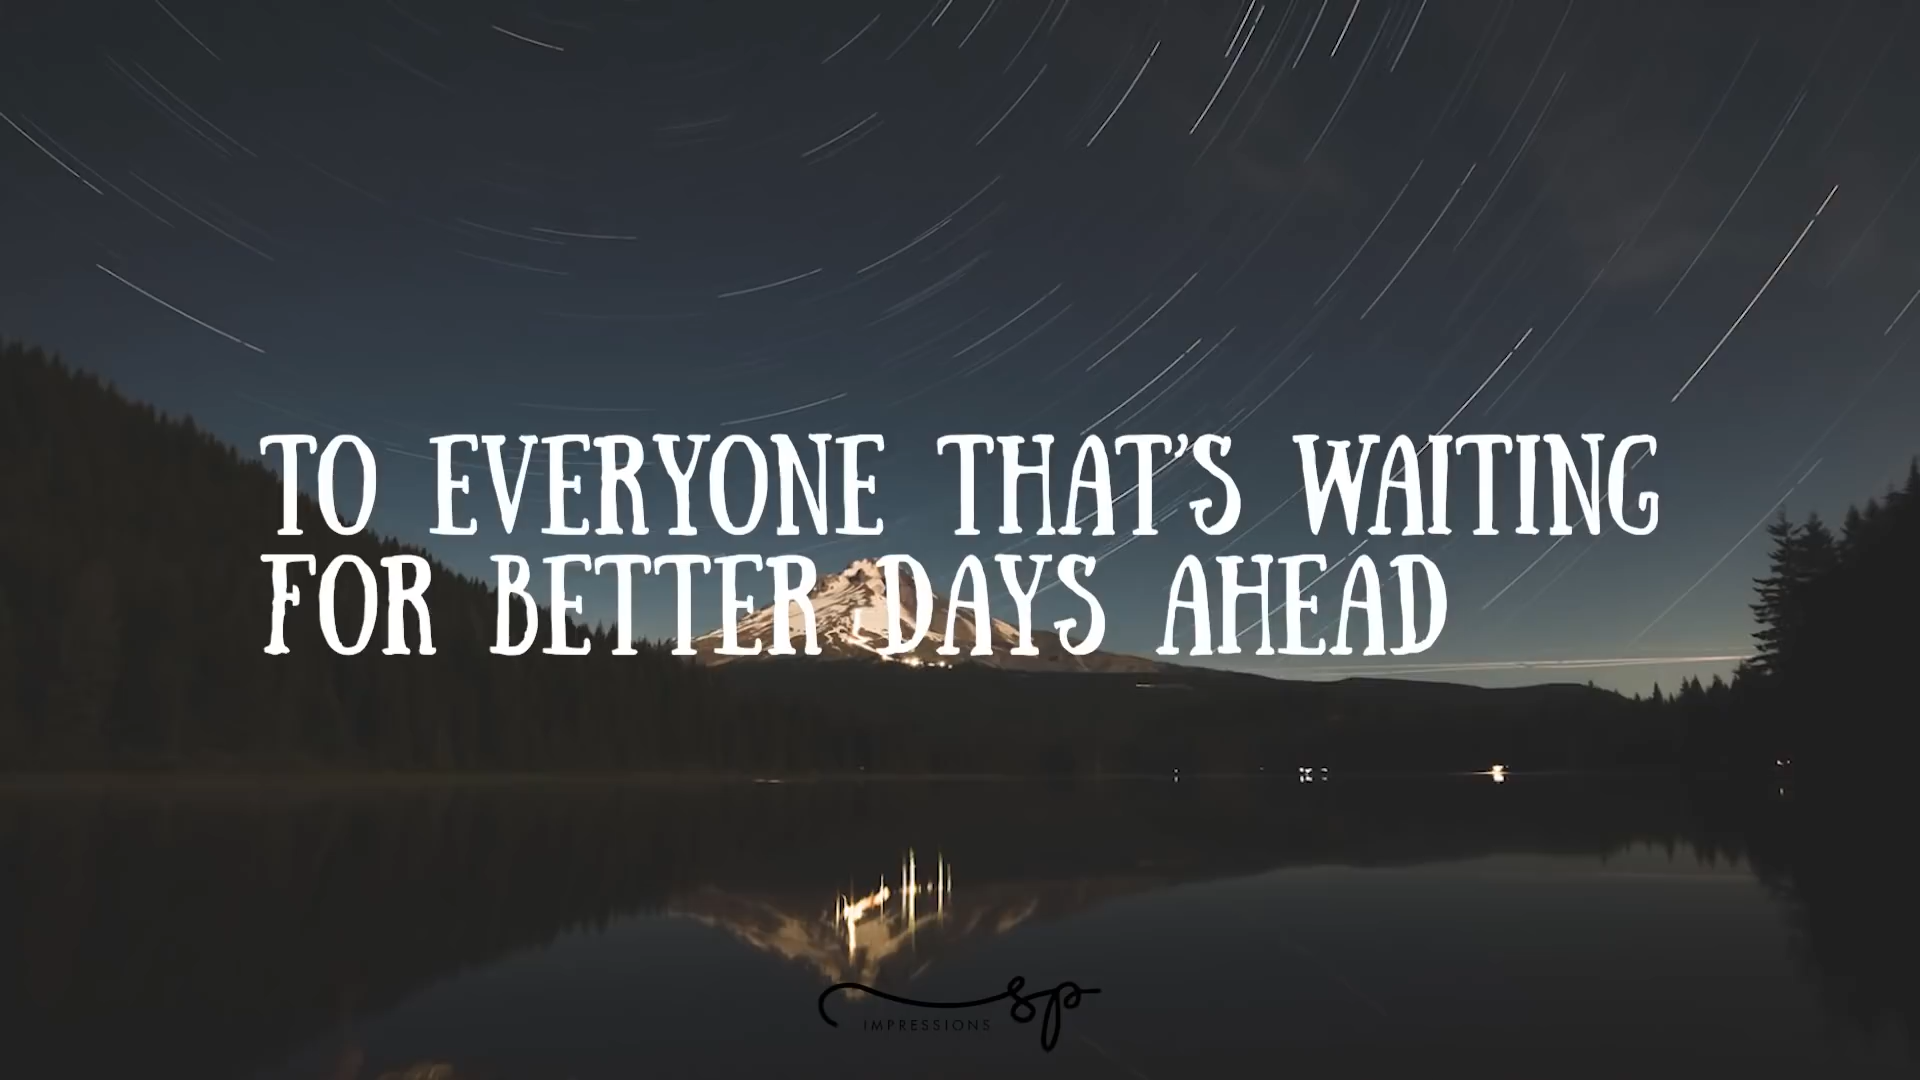 TO EVERYONE THAT'S WAITING
FOR BETTER DAYS AHEAD
sp
IMPRESSIONS